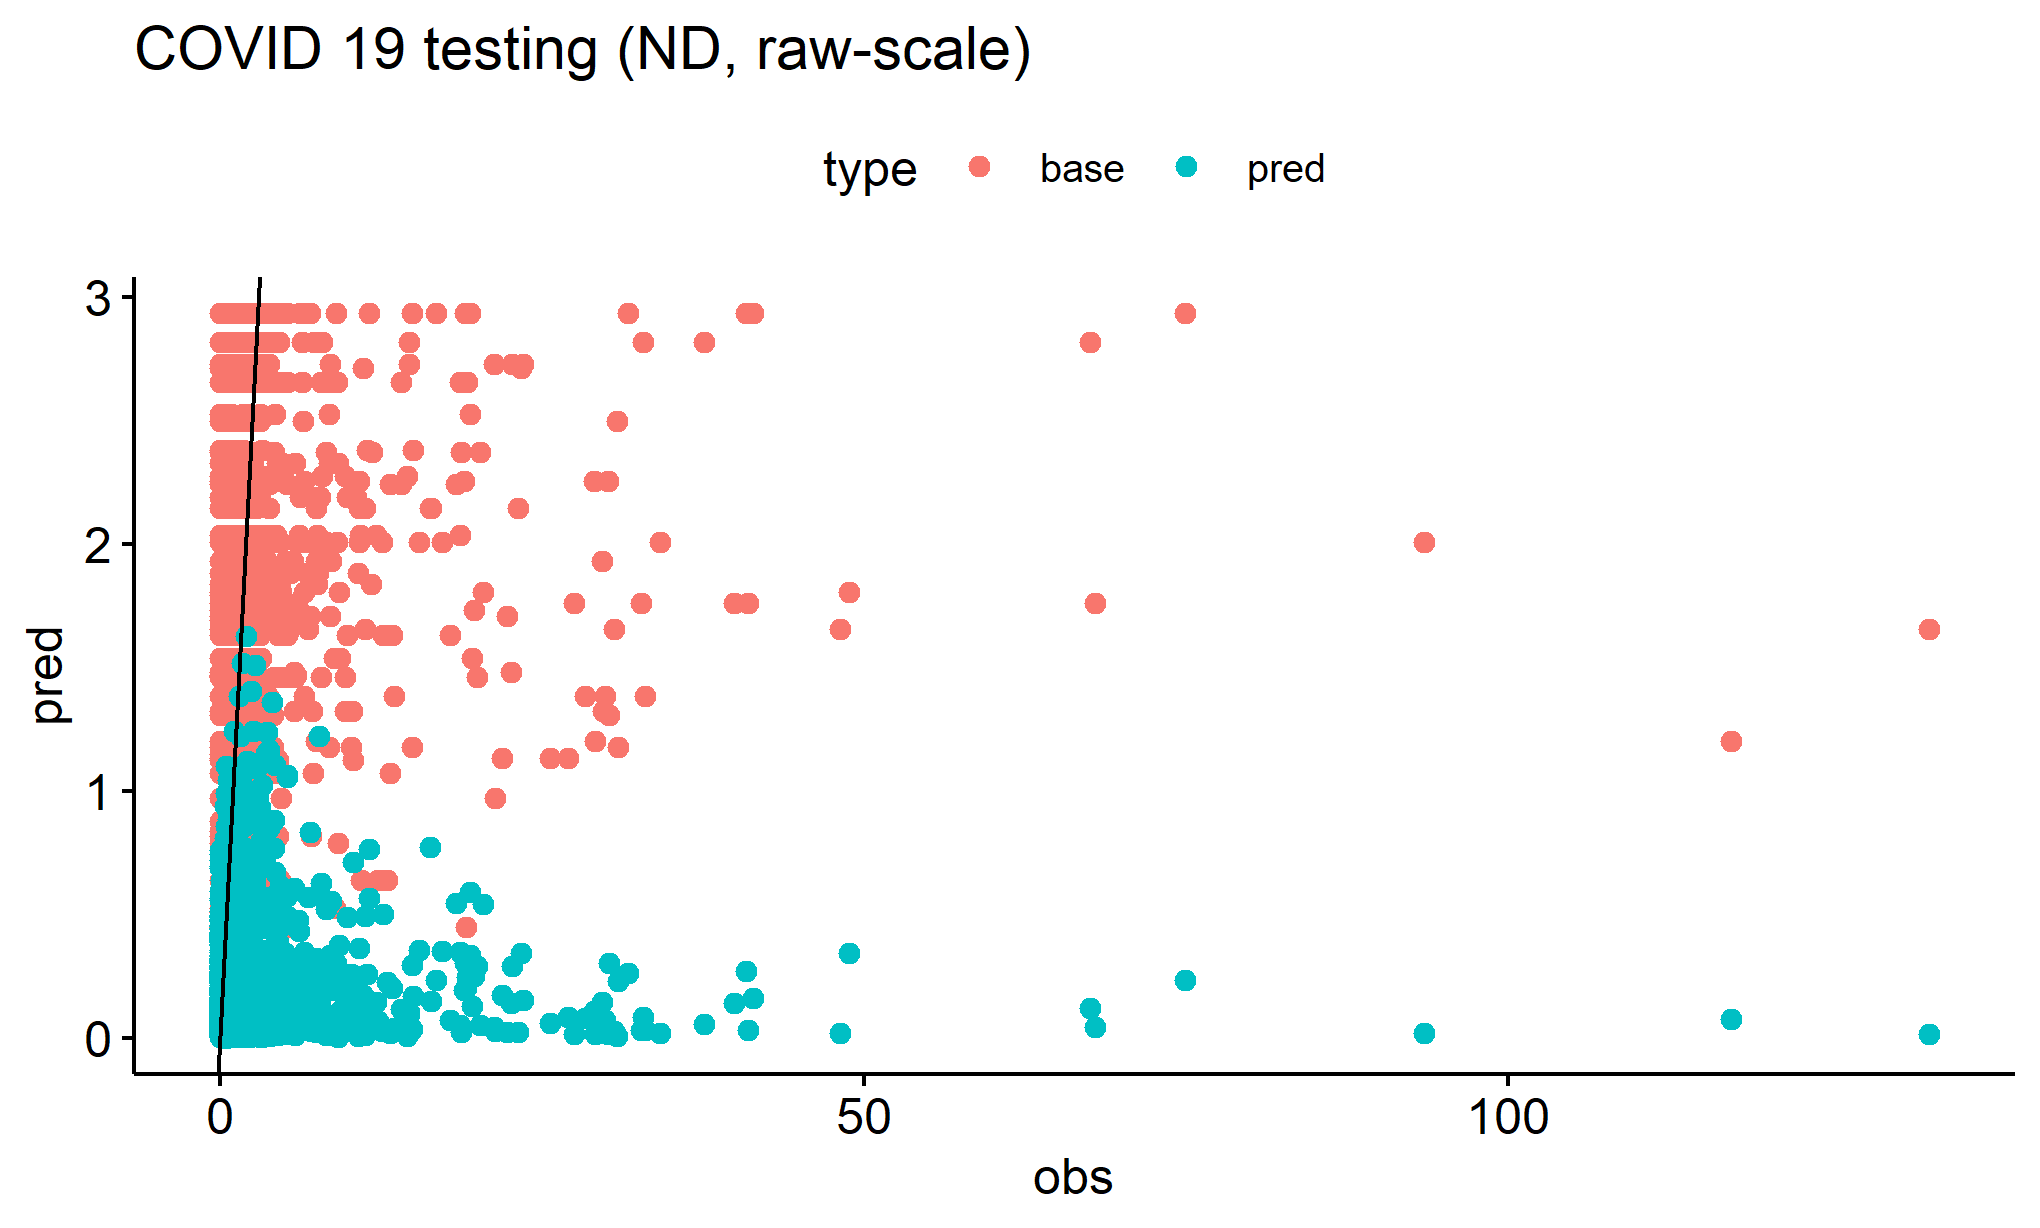 COVID 19 testing (ND, raw-scale)
type base pred
3
2
1
0
pred
0 50 100
obs